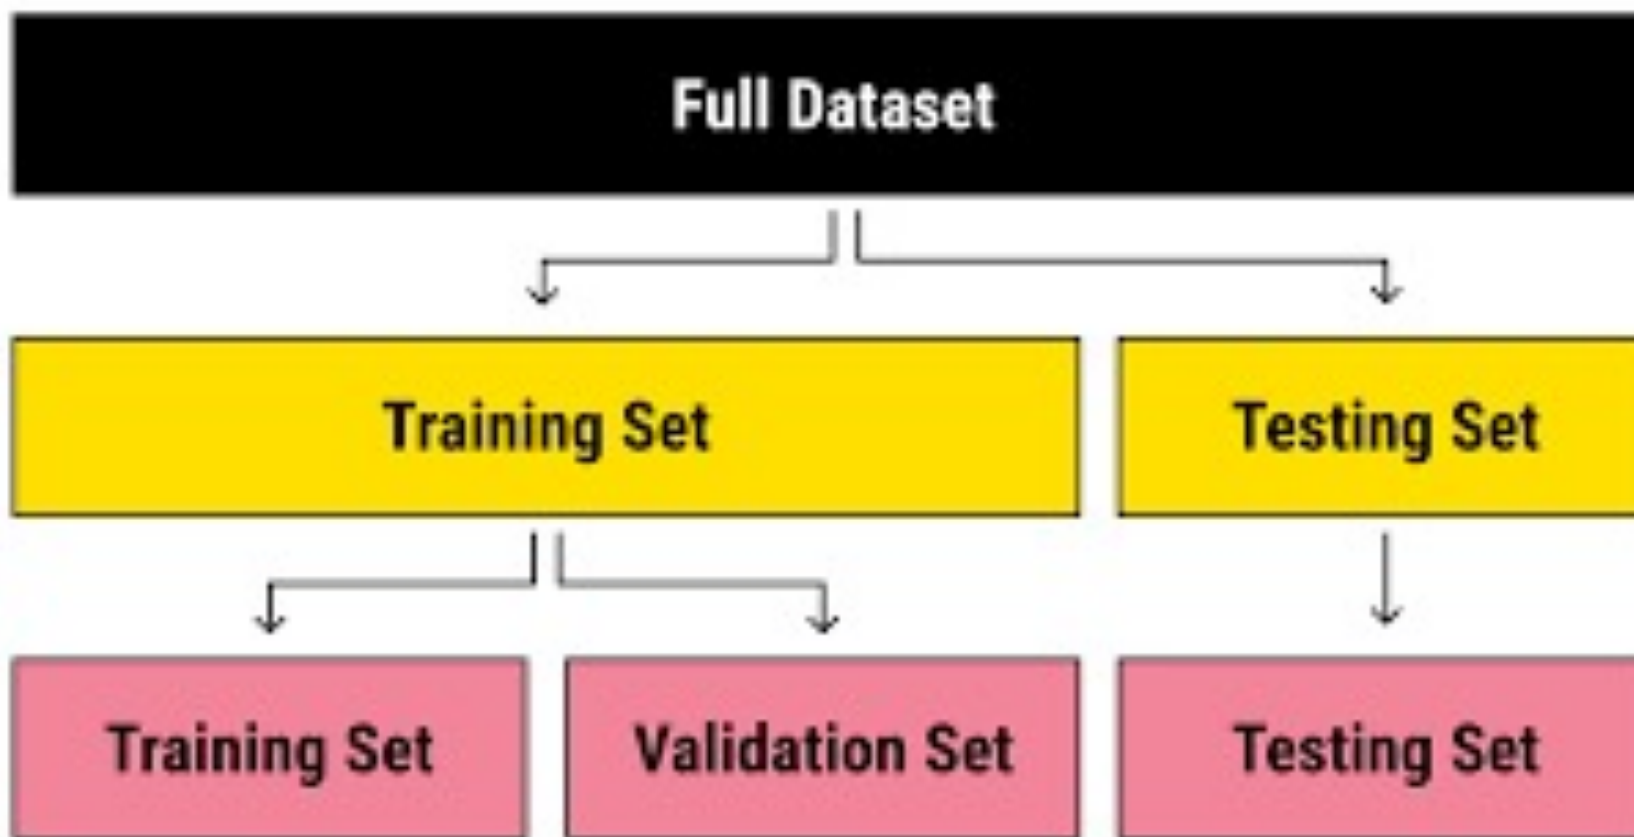 Full Dataset
Training Set
Testing Set
Training Set
Validation Set
Testing Set